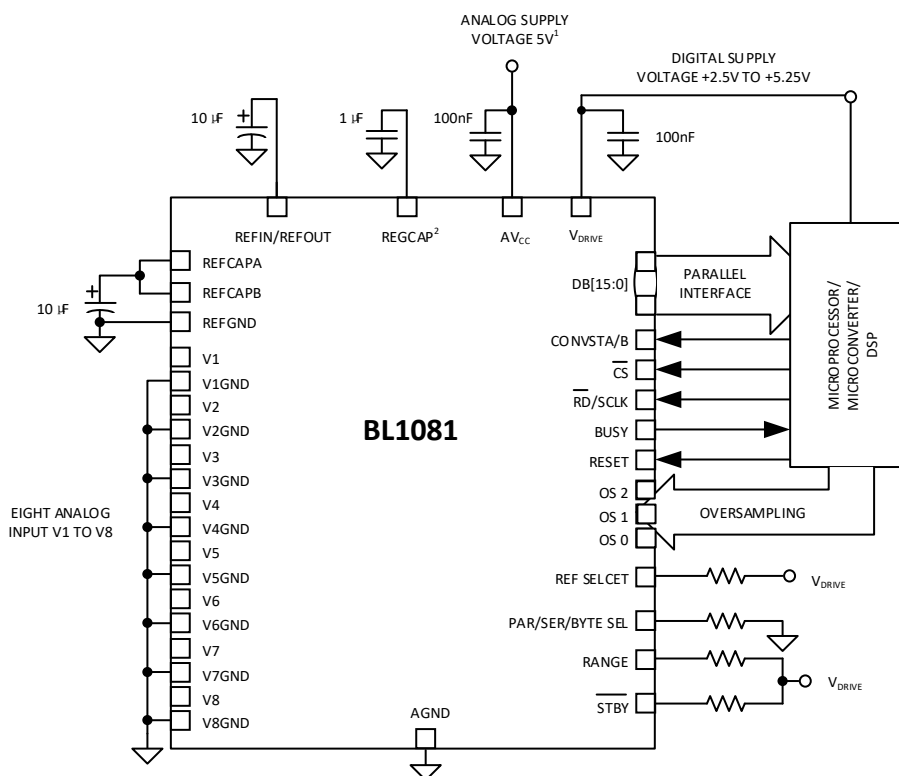 ANALOG SUPPLY
VOLTAGE 5V¹
DIGITAL SUPPLY
VOLTAGE +2.5V TO +5.25V
10 µF
+
1 µF
100nF
100nF
REFIN/REFOUT
REGCAP²
AVCC
VDRIVE
REFCAPA
REFCAPB
REFGND
10 µF
+
V1
V1GND
V2
V2GND
V3
V3GND
V4
V4GND
V5
V5GND
V6
V6GND
V7
V7GND
V8
V8GND
EIGHT ANALOG
INPUT V1 TO V8
BL1081
AGND
DB[15:0]
PARALLEL
INTERFACE
CONVSTA/B
CS
RD/SCLK
BUSY
RESET
OS 2
OS 1
OS 0
OVERSAMPLING
REF SELCET
VDRIVE
PAR/SER/BYTE SEL
RANGE
STBY
VDRIVE
MICROPROCESSOR/
MICROCONVERTER/
DSP